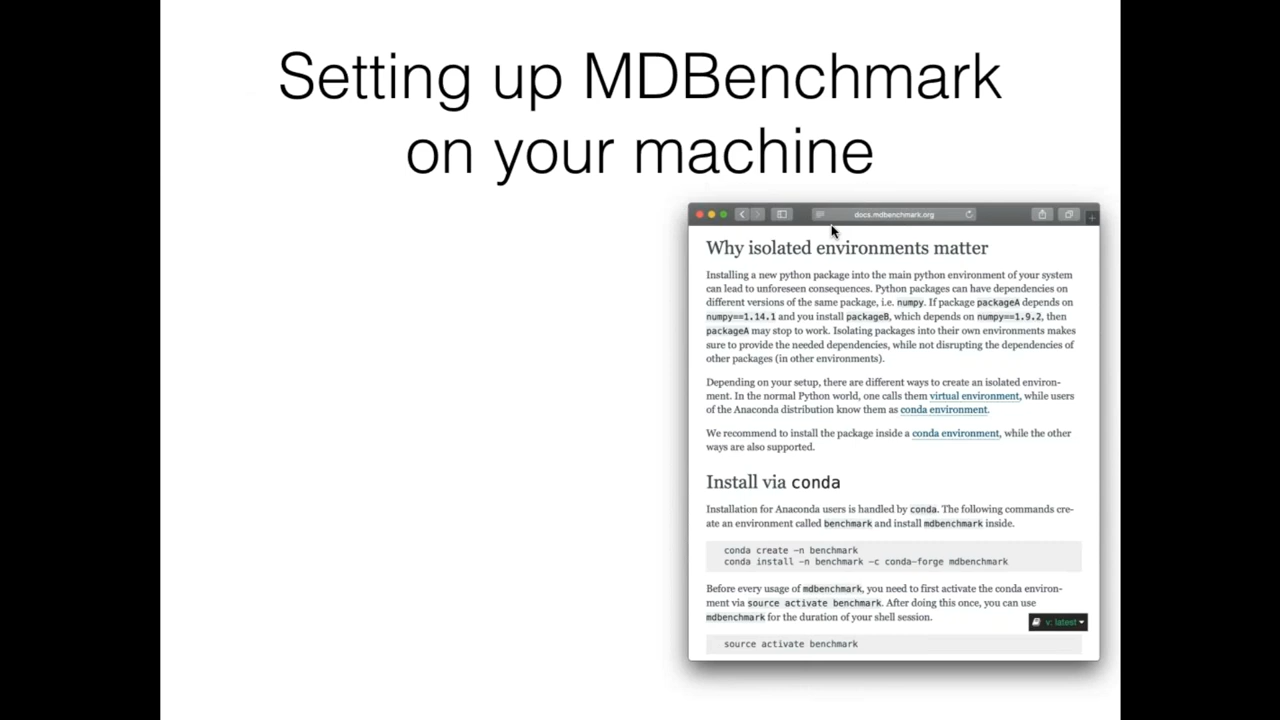 Setting up MDBenchmark
on your machine
docs.mdbenchmark.org
Why isolated environments matter
Installing a new python package into the main python environment of your system
can lead to unforeseen consequences. Python packages can have dependencies on
different versions of the same package, i.e. numpy. If package packageA depends on
numpy==1.14.1 and you install packageB, which depends on numpy==1.9.2, then
packageA may stop to work. Isolating packages into their own environments makes
sure to provide the needed dependencies, while not disrupting the dependencies of
other packages (in other environments).
Depending on your setup, there are different ways to create an isolated environ-
ment. In the normal Python world, one calls them virtual environment, while users
of the Anaconda distribution know them as conda environment.
We recommend to install the package inside a conda environment, while the other
ways are also supported.
Install via conda
Installation for Anaconda users is handled by conda. The following commands cre-
ate an environment called benchmark and install mdbenchmark inside.
conda create -n benchmark
conda install -n benchmark -c conda-forge mdbenchmark
Before every usage of mdbenchmark, you need to first activate the conda environ-
ment via source activate benchmark. After doing this once, you can use
mdbenchmark for the duration of your shell session.
v: latest
source activate benchmark